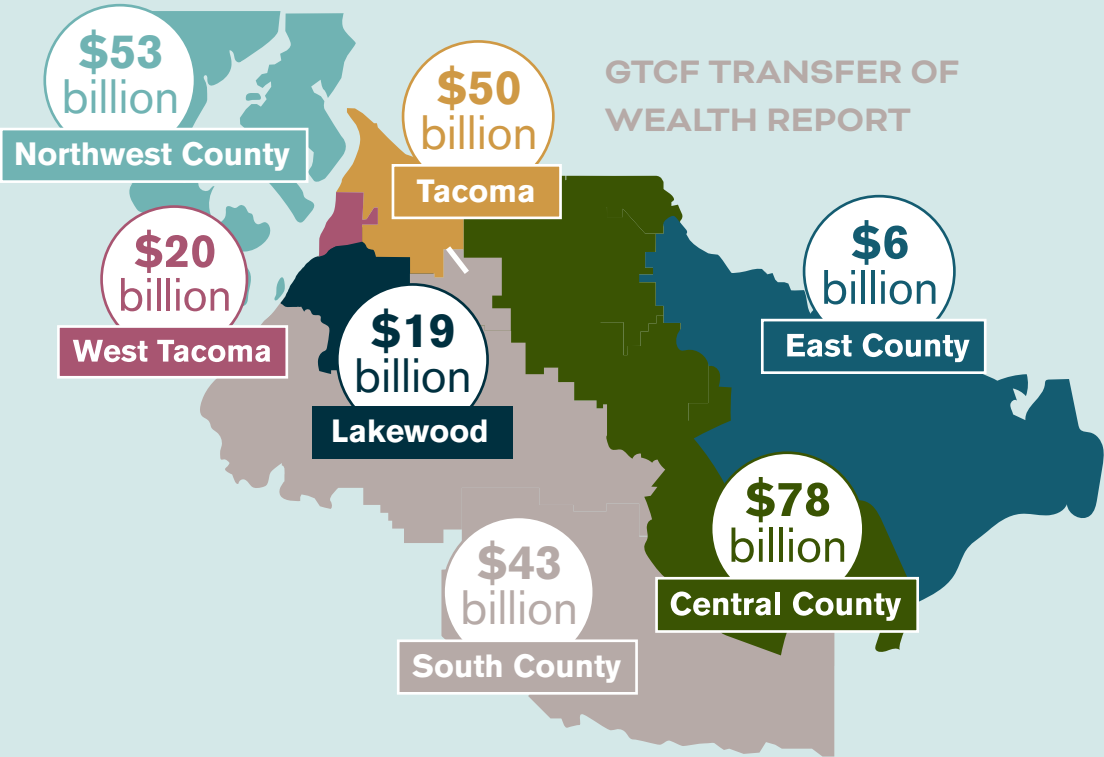 GTCF TRANSFER OF
WEALTH REPORT
$53
billion
Northwest County
$50
billion
Tacoma
$20
billion
West Tacoma
$19
billion
Lakewood
$6
billion
East County
$78
billion
Central County
$43
billion
South County